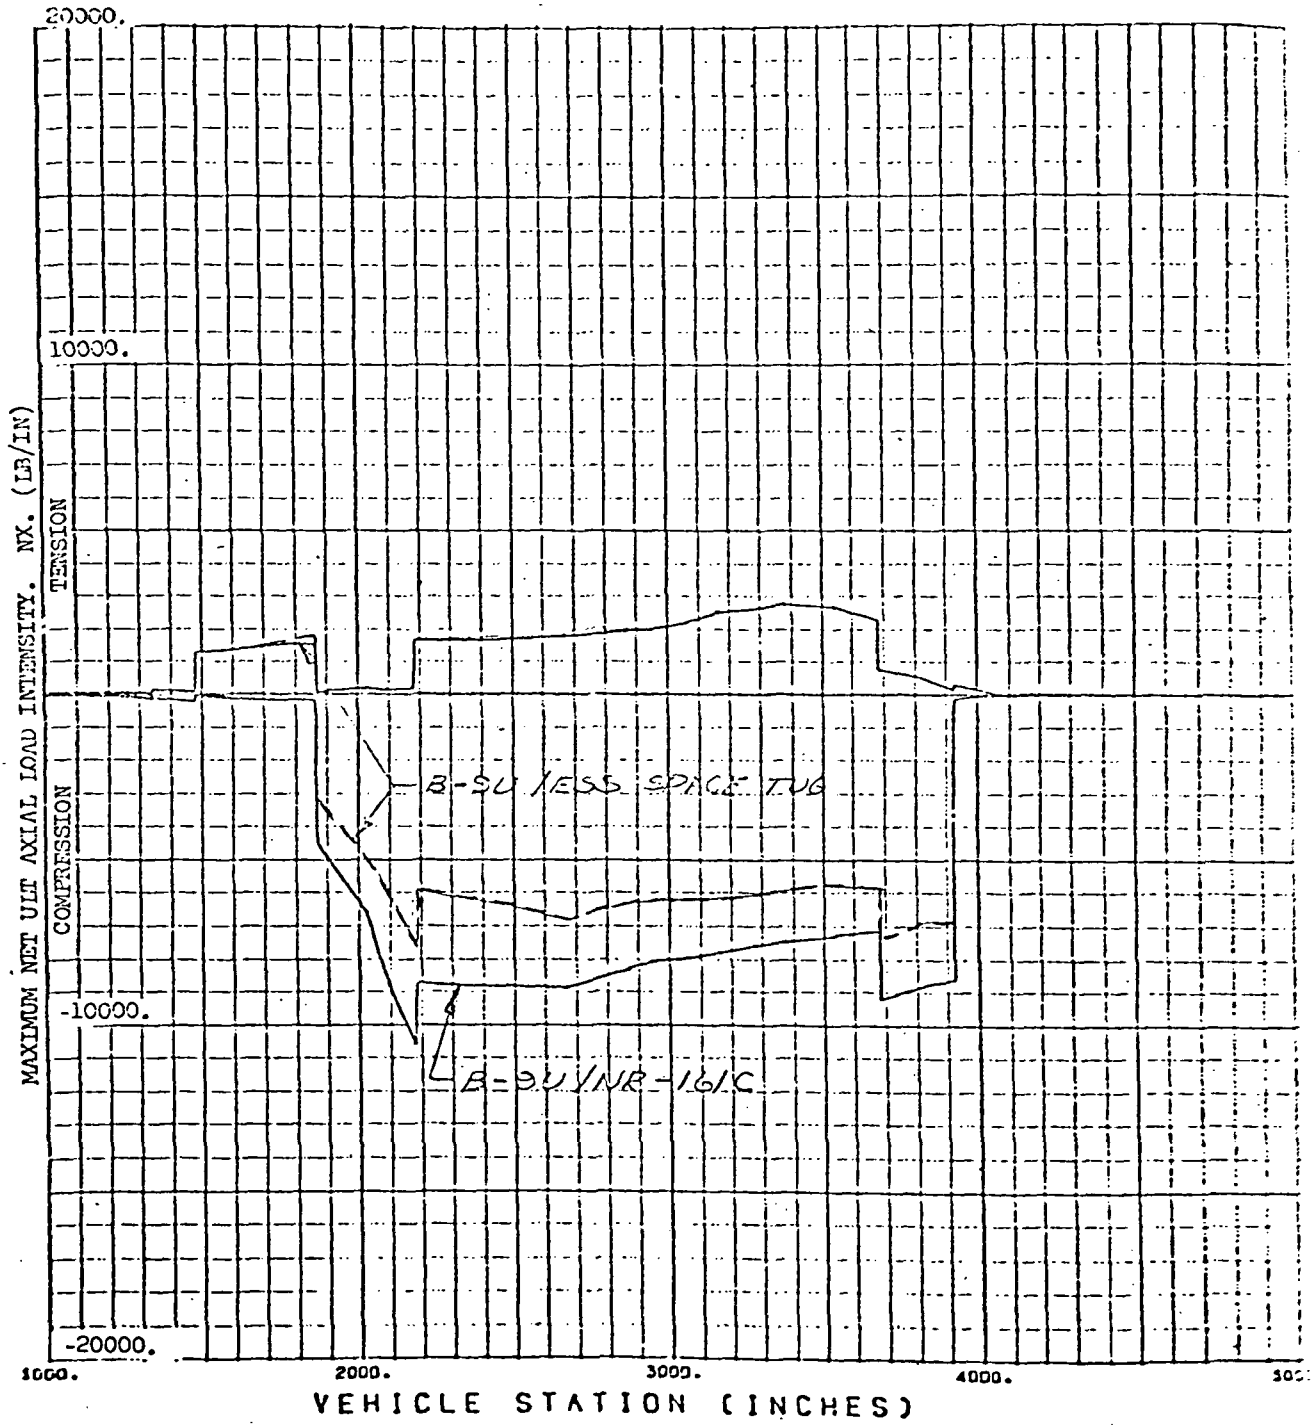 20000.
10000.
MAXIMUM NET ULT AXIAL LOAD INTENSITY. NX. (LB/IN)
TENSION
COMPRESSION
B-9U/ESS SPACE TUG
-10000.
B-9U/NR-161C
-20000.
1000. 2000. 3000. 4000.
VEHICLE STATION (INCHES)